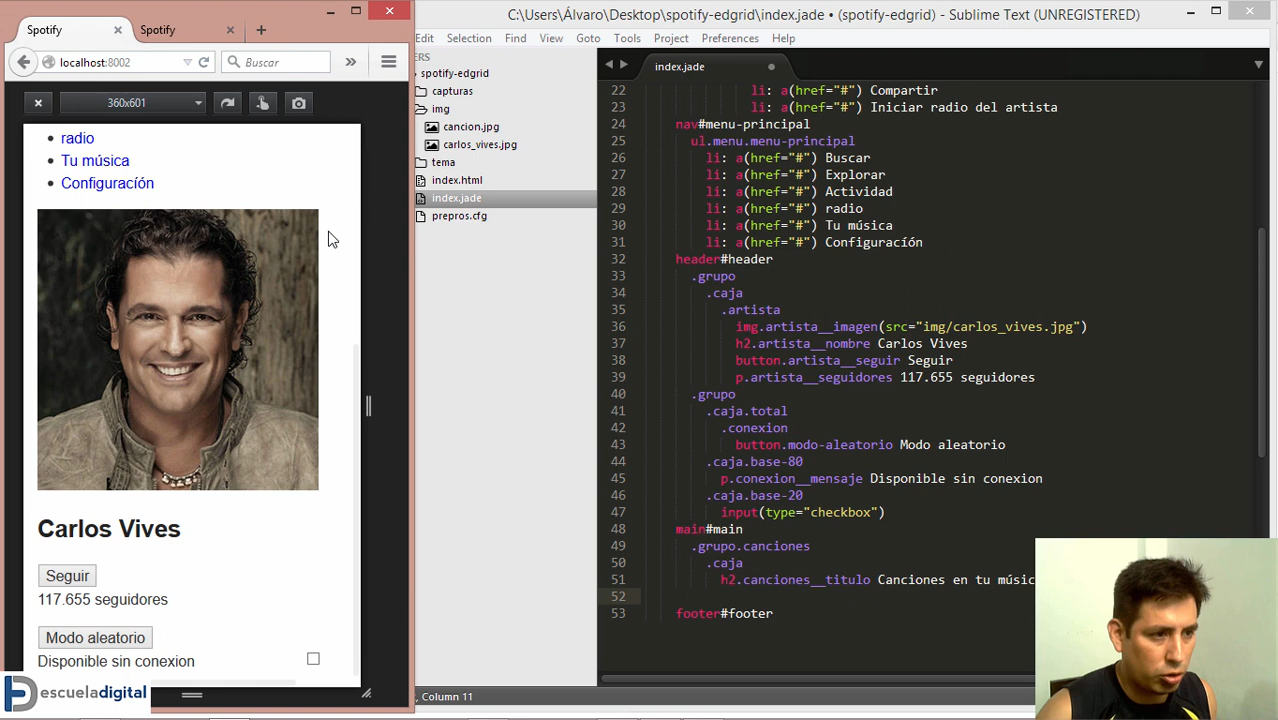 C:\Users\Álvaro\Desktop\spotify-edgrid\index.jade • (spotify-edgrid) - Sublime Text (UNREGISTERED)
Spotify
Spotify
Edit Selection Find View Goto Tools Project Preferences Help
localhost:8002
Buscar
360x601
radio
Tu música
Configuracíón
Carlos Vives
Seguir
117.655 seguidores
Modo aleatorio
Disponible sin conexion
escueladigital
spotify-edgrid
capturas
img
cancion.jpg
carlos_vives.jpg
tema
index.html
index.jade
prepros.cfg
index.jade
22 li: a(href="#") Compartir
23 li: a(href="#") Iniciar radio del artista
24 nav#menu-principal
25 ul.menu.menu-principal
26 li: a(href="#") Buscar
27 li: a(href="#") Explorar
28 li: a(href="#") Actividad
29 li: a(href="#") radio
30 li: a(href="#") Tu música
31 li: a(href="#") Configuracíón
32 header#header
33 .grupo
34 .caja
35 .artista
36 img.artista__imagen(src="img/carlos_vives.jpg")
37 h2.artista__nombre Carlos Vives
38 button.artista__seguir Seguir
39 p.artista__seguidores 117.655 seguidores
40 .grupo
41 .caja.total
42 .conexion
43 button.modo-aleatorio Modo aleatorio
44 .caja.base-80
45 p.conexion__mensaje Disponible sin conexion
46 .caja.base-20
47 input(type="checkbox")
48 main#main
49 .grupo.canciones
50 .caja
51 h2.canciones__titulo Canciones en tu músic
52
53 footer#footer
Column 11